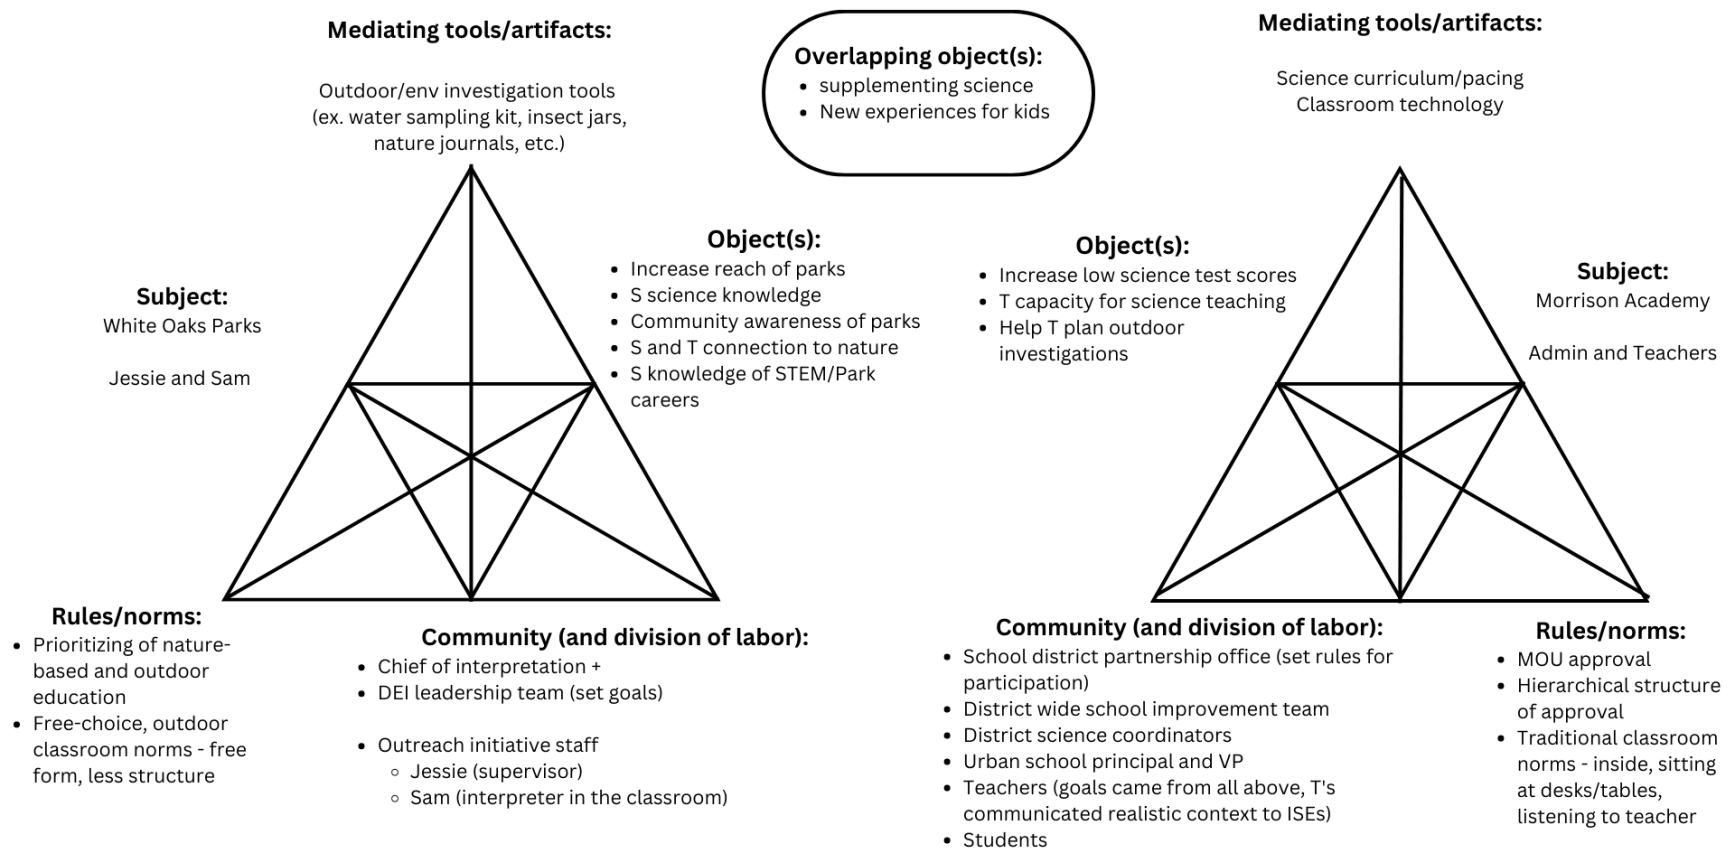 Mediating tools/artifacts:
Outdoor/env investigation tools
(ex. water sampling kit, insect jars,
nature journals, etc.)
Overlapping object(s):
• supplementing science
• New experiences for kids
Mediating tools/artifacts:
Science curriculum/pacing
Classroom technology
Subject:
White Oaks Parks
Jessie and Sam
Object(s):
• Increase reach of parks
• S science knowledge
• Community awareness of parks
• S and T connection to nature
• S knowledge of STEM/Park
careers
Object(s):
• Increase low science test scores
• T capacity for science teaching
• Help T plan outdoor
investigations
Subject:
Morrison Academy
Admin and Teachers
Rules/norms:
• Prioritizing of nature-
based and outdoor
education
• Free-choice, outdoor
classroom norms - free
form, less structure
Community (and division of labor):
• Chief of interpretation +
• DEI leadership team (set goals)
• Outreach initiative staff
◦ Jessie (supervisor)
◦ Sam (interpreter in the classroom)
Community (and division of labor):
• School district partnership office (set rules for
participation)
• District wide school improvement team
• District science coordinators
• Urban school principal and VP
• Teachers (goals came from all above, T's
communicated realistic context to ISEs)
• Students
Rules/norms:
• MOU approval
• Hierarchical structure
of approval
• Traditional classroom
norms - inside, sitting
at desks/tables,
listening to teacher